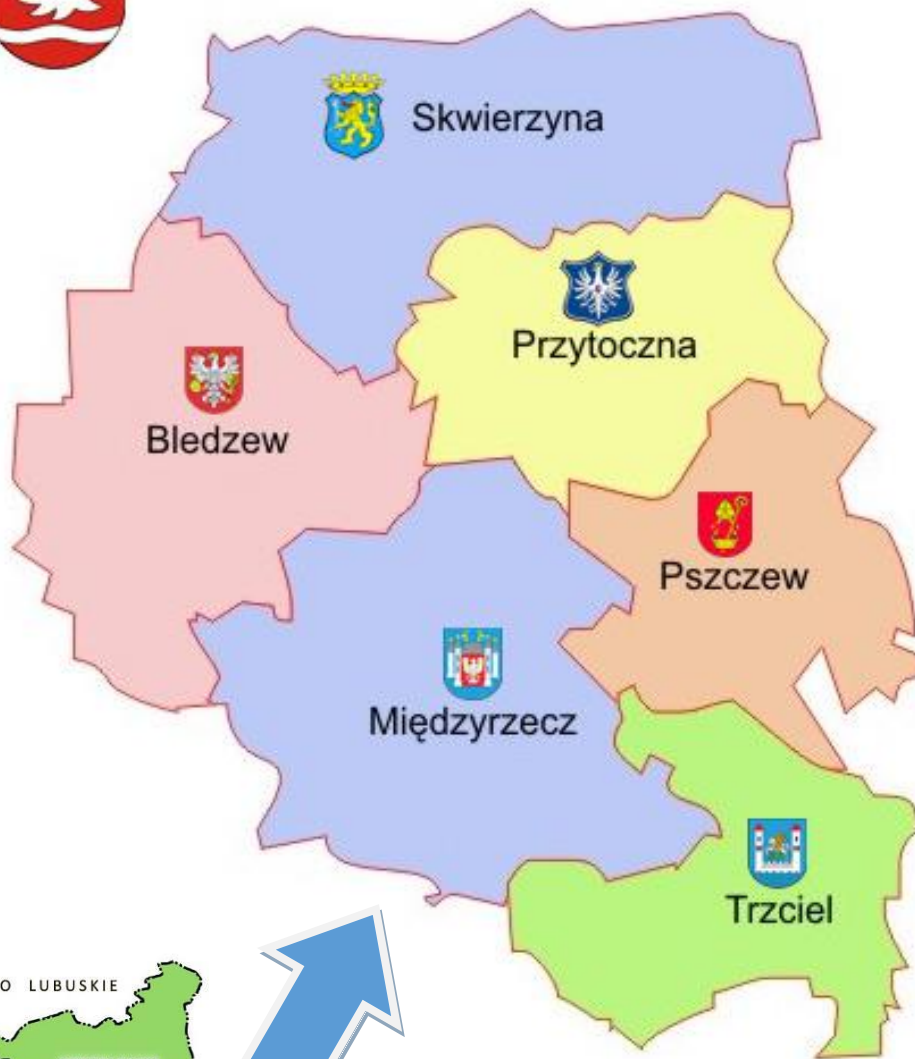 Skwierzyna
Przytoczna
Bledzew
Pszczew
Międzyrzecz
Trzciel
O LUBUSKIE